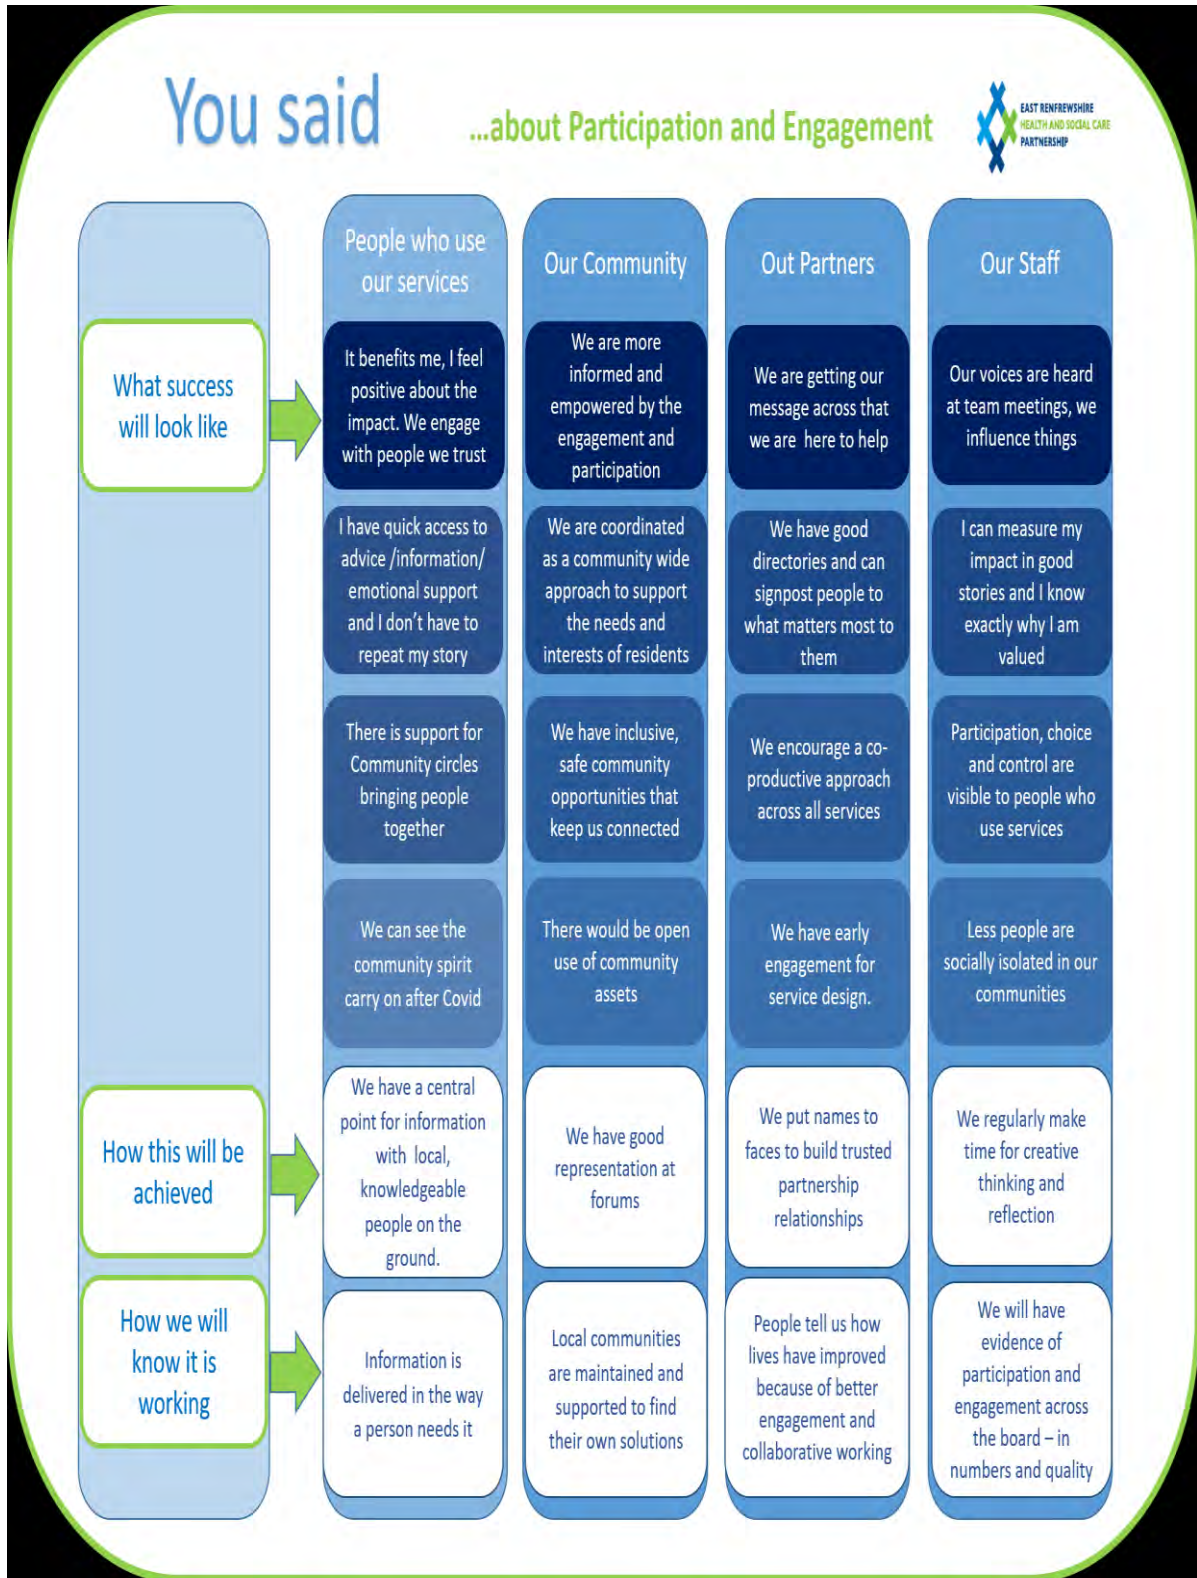 You said
...about Participation and Engagement
EAST RENFREWSHIRE
HEALTH AND SOCIAL CARE
PARTNERSHIP
People who use
our services
Our Community
Out Partners
Our Staff
What success
will look like
It benefits me, I feel
positive about the
impact. We engage
with people we trust
We are more
informed and
empowered by the
engagement and
participation
We are getting our
message across that
we are here to help
Our voices are heard
at team meetings, we
influence things
I have quick access to
advice /information/
emotional support
and I don't have to
repeat my story
We are coordinated
as a community wide
approach to support
the needs and
interests of residents
We have good
directories and can
signpost people to
what matters most to
them
I can measure my
impact in good
stories and I know
exactly why I am
valued
There is support for
Community circles
bringing people
together
We have inclusive,
safe community
opportunities that
keep us connected
We encourage a co-
productive approach
across all services
Participation, choice
and control are
visible to people who
use services
We can see the
community spirit
carry on after Covid
There would be open
use of community
assets
We have early
engagement for
service design.
Less people are
socially isolated in our
communities
How this will be
achieved
We have a central
point for information
with local,
knowledgeable
people on the
ground.
We have good
representation at
forums
We put names to
faces to build trusted
partnership
relationships
We regularly make
time for creative
thinking and
reflection
How we will
know it is
working
Information is
delivered in the way
a person needs it
Local communities
are maintained and
supported to find
their own solutions
People tell us how
lives have improved
because of better
engagement and
collaborative working
We will have
evidence of
participation and
engagement across
the board – in
numbers and quality